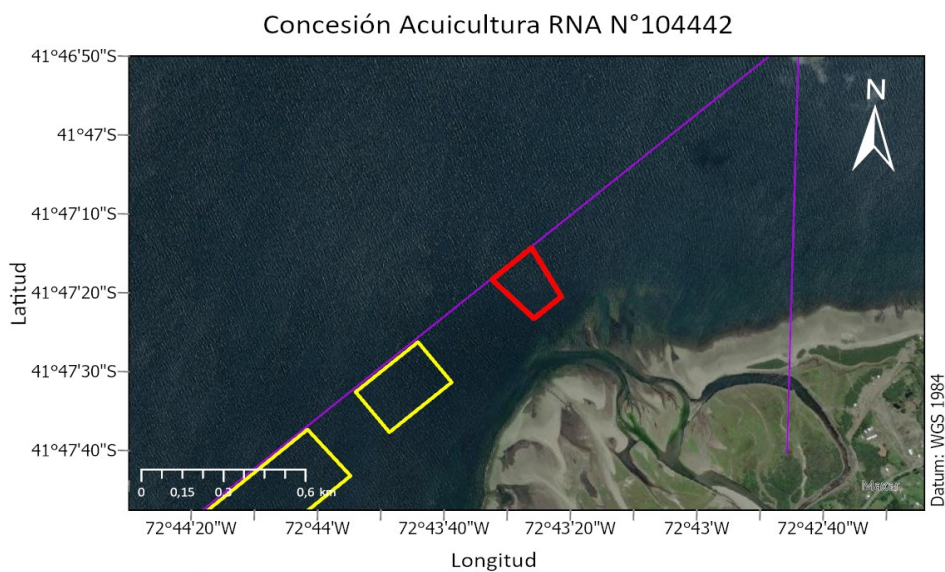 Concesión Acuicultura RNA N°104442
41°46'50"S
41°47'S
41°47'10"S
41°47'20"S
41°47'30"S
41°47'40"S
Latitud
N
0 0,15 0,3 0,6 km
72°44'20"W 72°44'W 72°43'40"W 72°43'20"W 72°43'W 72°42'40"W
Longitud
Datum: WGS 1984